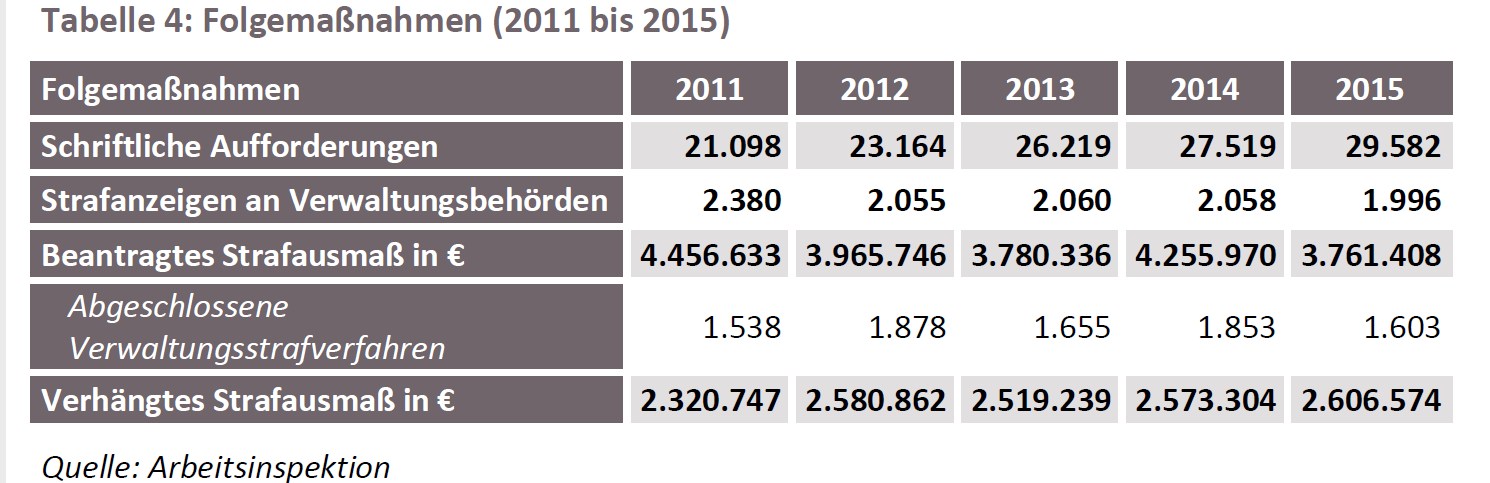 Tabelle 4: Folgemaßnahmen (2011 bis 2015)
Folgemaßnahmen 2011 2012 2013 2014 2015
Schriftliche Aufforderungen 21.098 23.164 26.219 27.519 29.582
Strafanzeigen an Verwaltungsbehörden 2.380 2.055 2.060 2.058 1.996
Beantragtes Strafausmaß in € 4.456.633 3.965.746 3.780.336 4.255.970 3.761.408
Abgeschlossene
Verwaltungsstrafverfahren 1.538 1.878 1.655 1.853 1.603
Verhängtes Strafausmaß in € 2.320.747 2.580.862 2.519.239 2.573.304 2.606.574
Quelle: Arbeitsinspektion